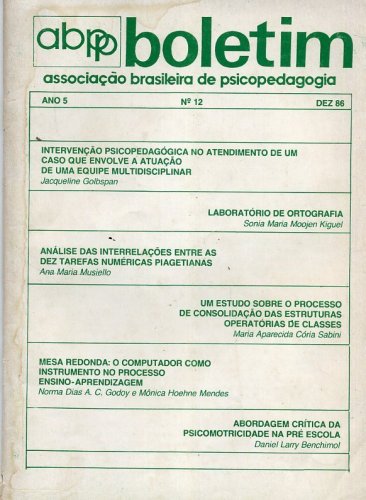 abpp boletim
associação brasileira de psicopedagogia
ANO 5 Nº 12 DEZ 86
INTERVENÇÃO PSICOPEDAGÓGICA NO ATENDIMENTO DE UM
CASO QUE ENVOLVE A ATUAÇÃO
DE UMA EQUIPE MULTIDISCIPLINAR
Jacqueline Golbspan
LABORATÓRIO DE ORTOGRAFIA
Sonia Maria Moojen Kiguel
ANÁLISE DAS INTERRELAÇÕES ENTRE AS
DEZ TAREFAS NUMÉRICAS PIAGETIANAS
Ana Maria Musiello
UM ESTUDO SOBRE O PROCESSO
DE CONSOLIDAÇÃO DAS ESTRUTURAS
OPERATÓRIAS DE CLASSES
Maria Aparecida Cória Sabini
MESA REDONDA: O COMPUTADOR COMO
INSTRUMENTO NO PROCESSO
ENSINO-APRENDIZAGEM
Norma Dias A. C. Godoy e Mônica Hoehne Mendes
ABORDAGEM CRÍTICA DA
PSICOMOTRICIDADE NA PRÉ ESCOLA
Daniel Larry Benchimol